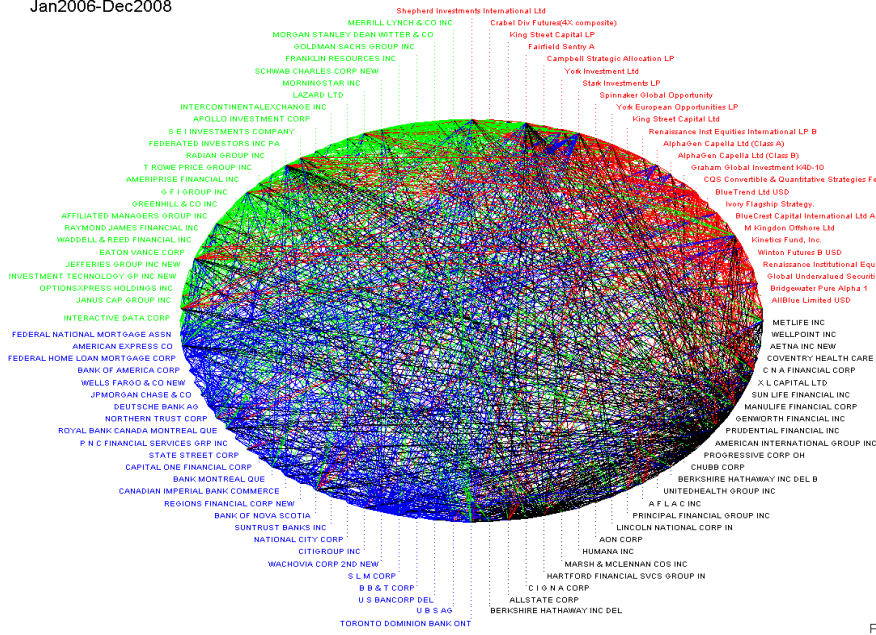 Jan2006-Dec2008
Shepherd Investments International Ltd
MERRILL LYNCH & CO INC
MORGAN STANLEY DEAN WITTER & CO
GOLDMAN SACHS GROUP INC
FRANKLIN RESOURCES INC
SCHWAB CHARLES CORP NEW
MORNINGSTAR INC
LAZARD LTD
INTERCONTINENTALEXCHANGE INC
APOLLO INVESTMENT CORP
S E I INVESTMENTS COMPANY
FEDERATED INVESTORS INC PA
RADIAN GROUP INC
T ROWE PRICE GROUP INC
AMERIPRISE FINANCIAL INC
G F I GROUP INC
GREENHILL & CO INC
AFFILIATED MANAGERS GROUP INC
RAYMOND JAMES FINANCIAL INC
WADDELL & REED FINANCIAL INC
EATON VANCE CORP
JEFFERIES GROUP INC NEW
INVESTMENT TECHNOLOGY GP INC NEW
OPTIONSXPRESS HOLDINGS INC
JANUS CAP GROUP INC
INTERACTIVE DATA CORP
FEDERAL NATIONAL MORTGAGE ASSN
AMERICAN EXPRESS CO
FEDERAL HOME LOAN MORTGAGE CORP
BANK OF AMERICA CORP
WELLS FARGO & CO NEW
JPMORGAN CHASE & CO
DEUTSCHE BANK AG
NORTHERN TRUST CORP
ROYAL BANK CANADA MONTREAL QUE
P N C FINANCIAL SERVICES GRP INC
STATE STREET CORP
CAPITAL ONE FINANCIAL CORP
BANK MONTREAL QUE
CANADIAN IMPERIAL BANK COMMERCE
REGIONS FINANCIAL CORP NEW
BANK OF NOVA SCOTIA
SUNTRUST BANKS INC
NATIONAL CITY CORP
CITIGROUP INC
WACHOVIA CORP 2ND NEW
S L M CORP
B B & T CORP
U S BANCORP DEL
U B S AG
TORONTO DOMINION BANK ONT
Crabel Div Futures(4X composite)
King Street Capital LP
Fairfield Sentry A
Campbell Strategic Allocation LP
York Investment Ltd
Stark Investments LP
Spinnaker Global Opportunity
York European Opportunities LP
King Street Capital Ltd
Renaissance Inst Equities International LP B
AlphaGen Capella Ltd (Class A)
AlphaGen Capella Ltd (Class B)
Graham Global Investment K4D-10
CQS Convertible & Quantitative Strategies Fe
BlueTrend Ltd USD
Ivory Flagship Strategy.
BlueCrest Capital International Ltd A
M Kingdon Offshore Ltd
Kinetics Fund, Inc.
Winton Futures B USD
Renaissance Institutional Equ
Global Undervalued Securiti
Bridgewater Pure Alpha 1
AllBlue Limited USD
METLIFE INC
WELLPOINT INC
AETNA INC NEW
COVENTRY HEALTH CARE
C N A FINANCIAL CORP
X L CAPITAL LTD
SUN LIFE FINANCIAL INC
MANULIFE FINANCIAL CORP
GENWORTH FINANCIAL INC
PRUDENTIAL FINANCIAL INC
AMERICAN INTERNATIONAL GROUP INC
PROGRESSIVE CORP OH
CHUBB CORP
BERKSHIRE HATHAWAY INC DEL B
UNITEDHEALTH GROUP INC
A F L A C INC
PRINCIPAL FINANCIAL GROUP INC
LINCOLN NATIONAL CORP IN
AON CORP
HUMANA INC
MARSH & MCLENNAN COS INC
HARTFORD FINANCIAL SVCS GROUP IN
C I G N A CORP
ALLSTATE CORP
BERKSHIRE HATHAWAY INC DEL
F